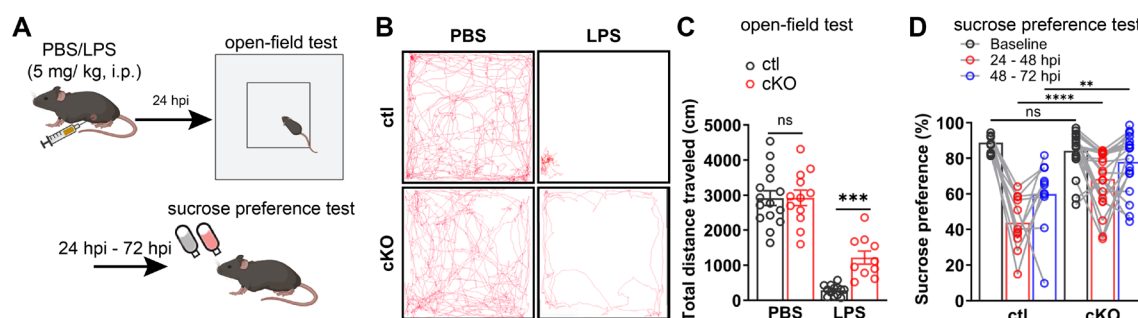 A
PBS/LPS
(5 mg/ kg, i.p.)
24 hpi
open-field test
sucrose preference test
24 hpi - 72 hpi
B
PBS
LPS
ctl
cKO
C
open-field test
ctl
cKO
Total distance traveled (cm)
5000
4000
3000
2000
1000
0
ns
***
PBS
LPS
D
sucrose preference test
Baseline
24 - 48 hpi
48 - 72 hpi
**
****
ns
Sucrose preference (%)
100
80
60
40
20
0
ctl
cKO